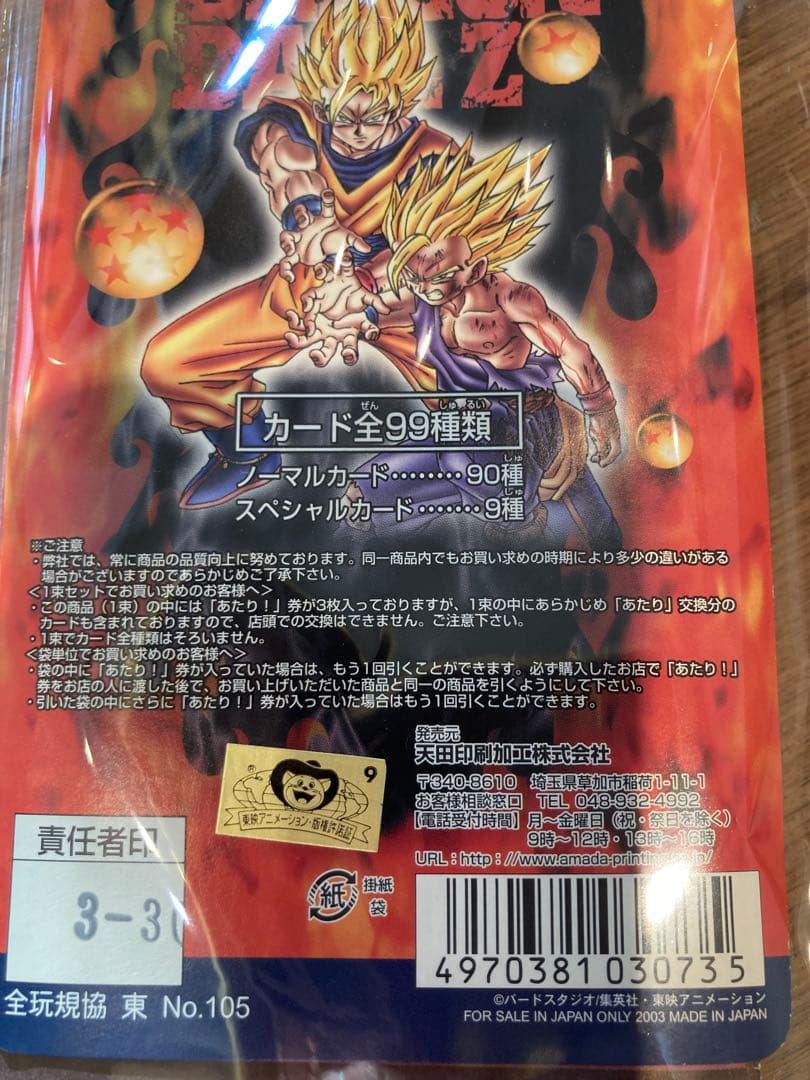 DRAGON
BALL Z
カード全99種類
ぜん しゅるい
ノーマルカード‥‥‥‥90種
しゅ
スペシャルカード‥‥‥‥9種
しゅ
※ご注意
・弊社では、常に商品の品質向上に努めております。同一商品内でもお買い求めの時期により多少の違いがある
場合がございますのであらかじめご了承下さい。
<1束セットでお買い求めのお客様へ>
・この商品（1束）の中には「あたり！」券が3枚入っておりますが、1束の中にあらかじめ「あたり」交換分の
カードも含まれておりますので、店頭での交換はできません。ご注意下さい。
・1束でカード全種類はそろいません。
<袋単位でお買い求めのお客様へ>
・袋の中に「あたり！」券が入っていた場合は、もう1回引くことができます。必ず購入したお店で「あたり！」
券をお店の人に渡した後で、お買い上げいただいた商品と同一の商品を引くようにして下さい。
・引いた袋の中にさらに「あたり！」券が入っていた場合はもう1回引くことができます。
発売元
天田印刷加工株式会社
〒340-8610 埼玉県草加市稲荷1-11-1
お客様相談窓口 TEL 048-932-4992
【電話受付時間】月～金曜日（祝・祭日を除く）
9時～12時・13時～16時
URL：http：//www.amada-printing.co.jp/
® 9
東映アニメーション・版権許諾証
責任者印
3-3
紙
掛紙
袋
4970381030735
全玩規協 東 No.105
©バードスタジオ/集英社・東映アニメーション
FOR SALE IN JAPAN ONLY 2003 MADE IN JAPAN